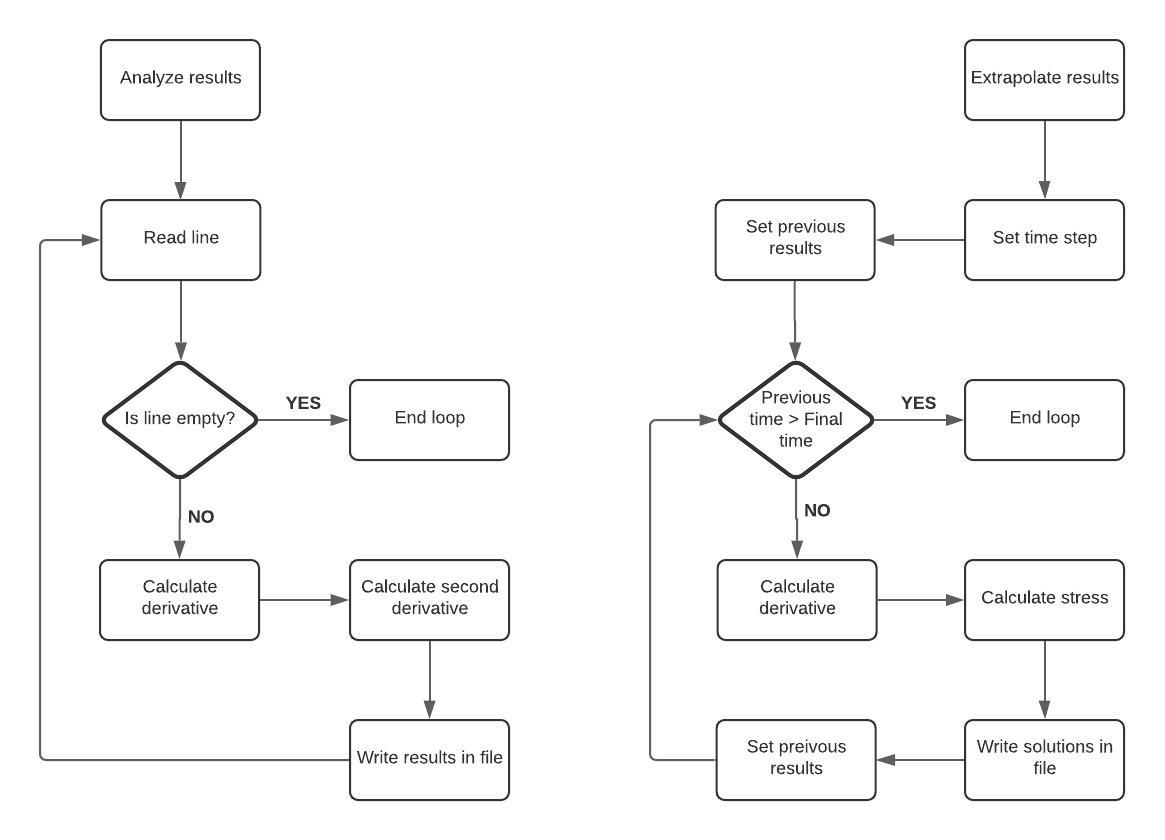 Analyze results
Read line
Is line empty?
YES
End loop
NO
Calculate
derivative
Calculate second
derivative
Write results in file
Extrapolate results
Set time step
Set previous
results
Previous
time > Final
time
YES
End loop
NO
Calculate
derivative
Calculate stress
Write solutions in
file
Set preivous
results